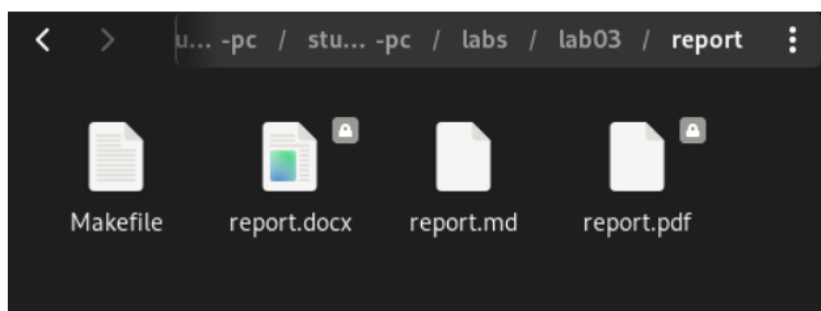 u... -pc / stu... -pc / labs / lab03 / report
Makefile report.docx report.md report.pdf